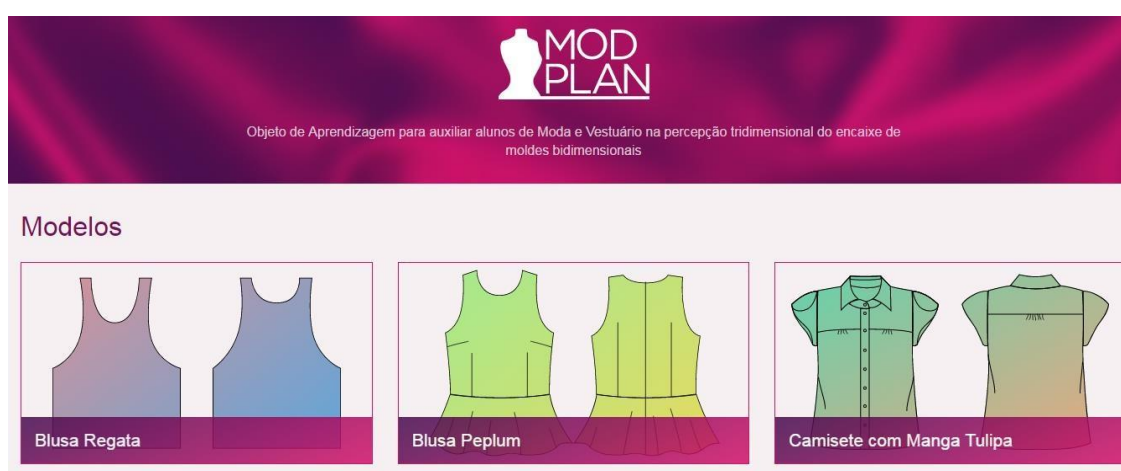 MOD
PLAN
Objeto de Aprendizagem para auxiliar alunos de Moda e Vestuário na percepção tridimensional do encaixe de
moldes bidimensionais
Modelos
Blusa Regata
Blusa Peplum
Camisete com Manga Tulipa